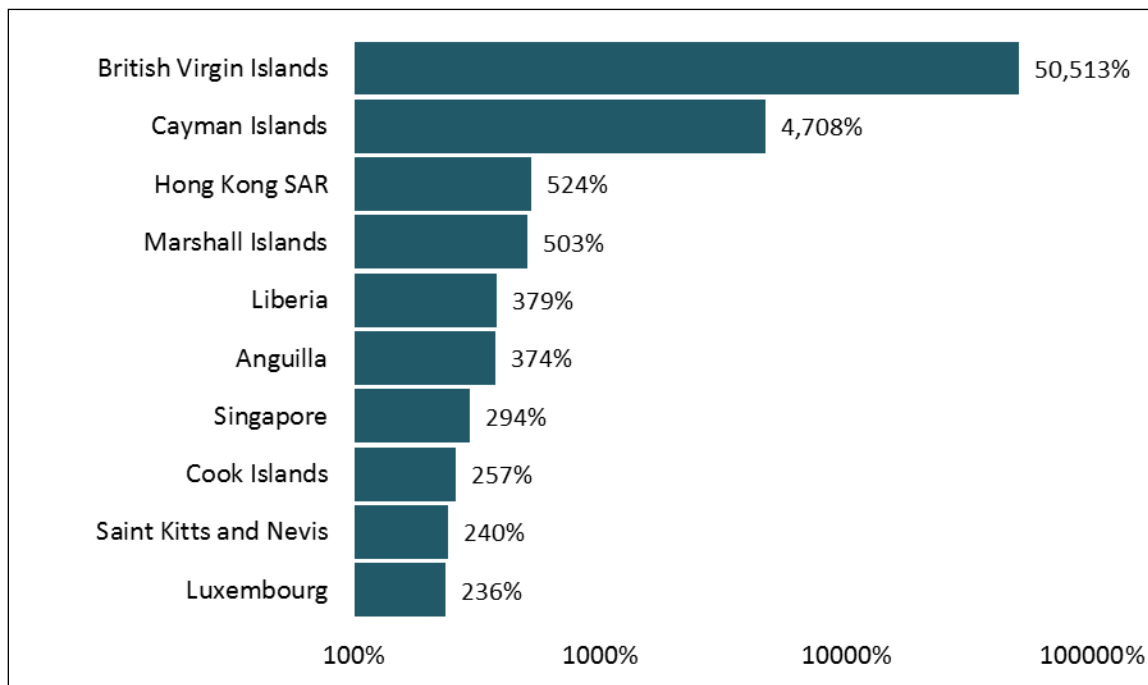 British Virgin Islands 50,513%
Cayman Islands 4,708%
Hong Kong SAR 524%
Marshall Islands 503%
Liberia 379%
Anguilla 374%
Singapore 294%
Cook Islands 257%
Saint Kitts and Nevis 240%
Luxembourg 236%
100% 1000% 10000% 100000%